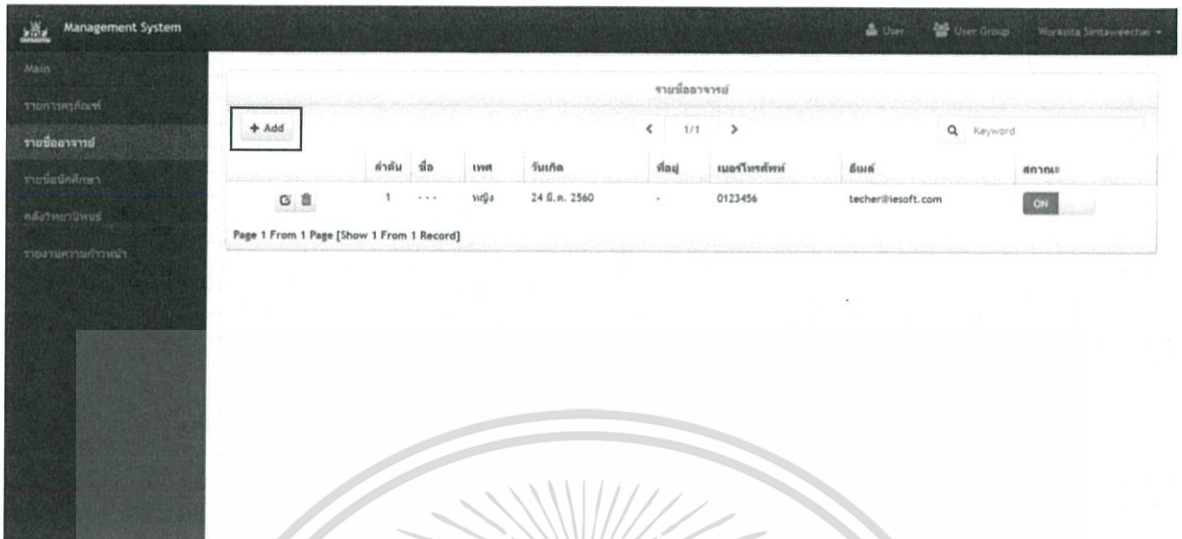 Management System
User
User Group
Worasita Sintaweechai
Main
รายการครุภัณฑ์
รายชื่ออาจารย์
รายชื่อนักศึกษา
คลังวิทยานิพนธ์
รายงานความก้าวหน้า
รายชื่ออาจารย์
+ Add
< 1/1 >
Keyword
ลำดับ ชื่อ เพศ วันเกิด ที่อยู่ เบอร์โทรศัพท์ อีเมล์ สถานะ
1 - - - หญิง 24 มี.ค. 2560 - 0123456 techer@iesoft.com ON
Page 1 From 1 Page [Show 1 From 1 Record]